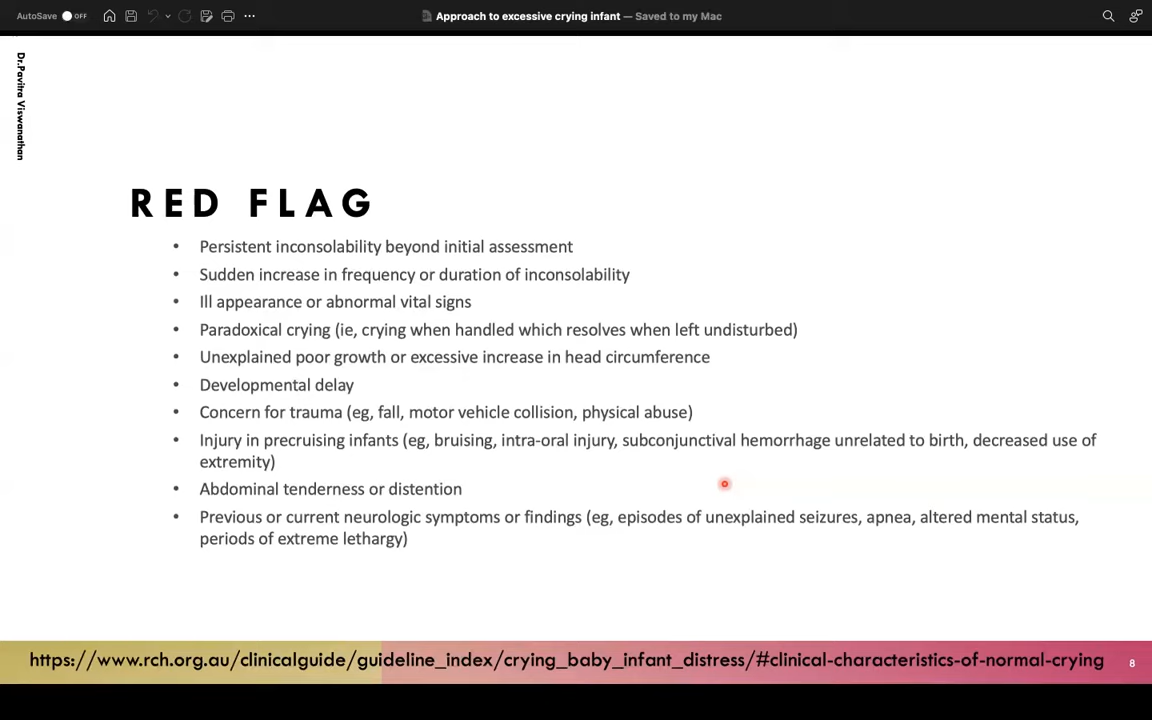 AutoSave OFF
Approach to excessive crying infant — Saved to my Mac
Dr.Pavitra Viswanathan
RED FLAG
• Persistent inconsolability beyond initial assessment
• Sudden increase in frequency or duration of inconsolability
• Ill appearance or abnormal vital signs
• Paradoxical crying (ie, crying when handled which resolves when left undisturbed)
• Unexplained poor growth or excessive increase in head circumference
• Developmental delay
• Concern for trauma (eg, fall, motor vehicle collision, physical abuse)
• Injury in precruising infants (eg, bruising, intra-oral injury, subconjunctival hemorrhage unrelated to birth, decreased use of
extremity)
• Abdominal tenderness or distention
• Previous or current neurologic symptoms or findings (eg, episodes of unexplained seizures, apnea, altered mental status,
periods of extreme lethargy)
https://www.rch.org.au/clinicalguide/guideline_index/crying_baby_infant_distress/#clinical-characteristics-of-normal-crying
8